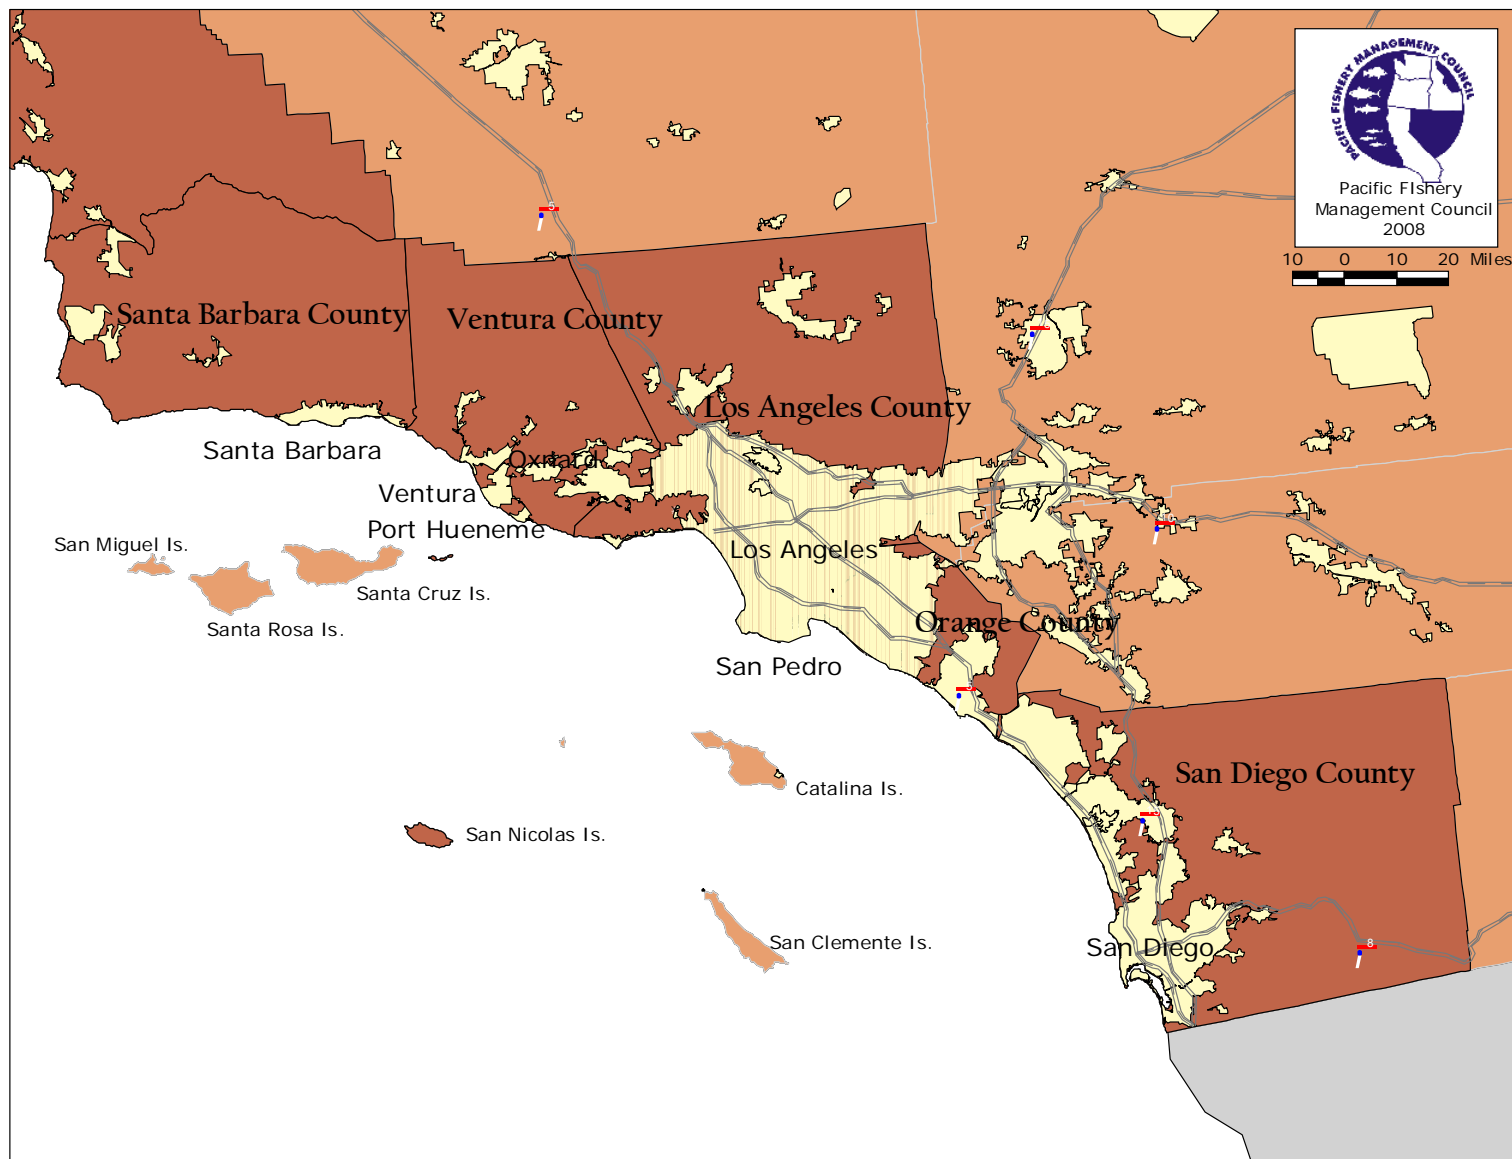 PACIFIC FISHERY MANAGEMENT COUNCIL
Pacific FIshery
Management Council
2008
10 0 10 20 Miles
5
Santa Barbara County
Ventura County
Los Angeles County
Santa Barbara
Oxnard
Ventura
Port Hueneme
Los Angeles
San Miguel Is.
Santa Cruz Is.
Santa Rosa Is.
Orange County
San Pedro
San Diego County
Catalina Is.
San Nicolas Is.
San Clemente Is.
San Diego
8